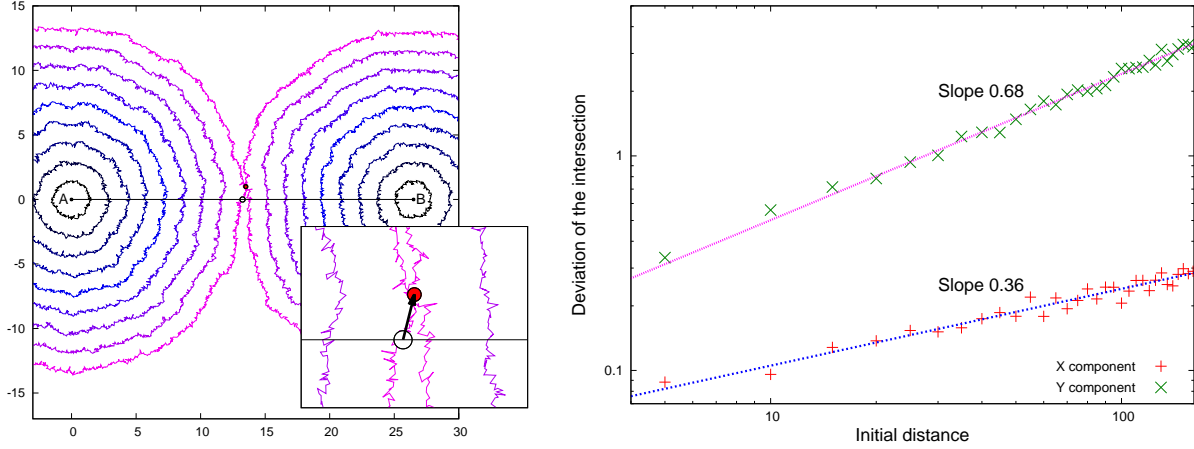 15
10
5
0
-5
-10
-15
0 5 10 15 20 25 30
A
B
Deviation of the intersection
1
0.1
10 100
Initial distance
Slope 0.68
Slope 0.36
X component
Y component